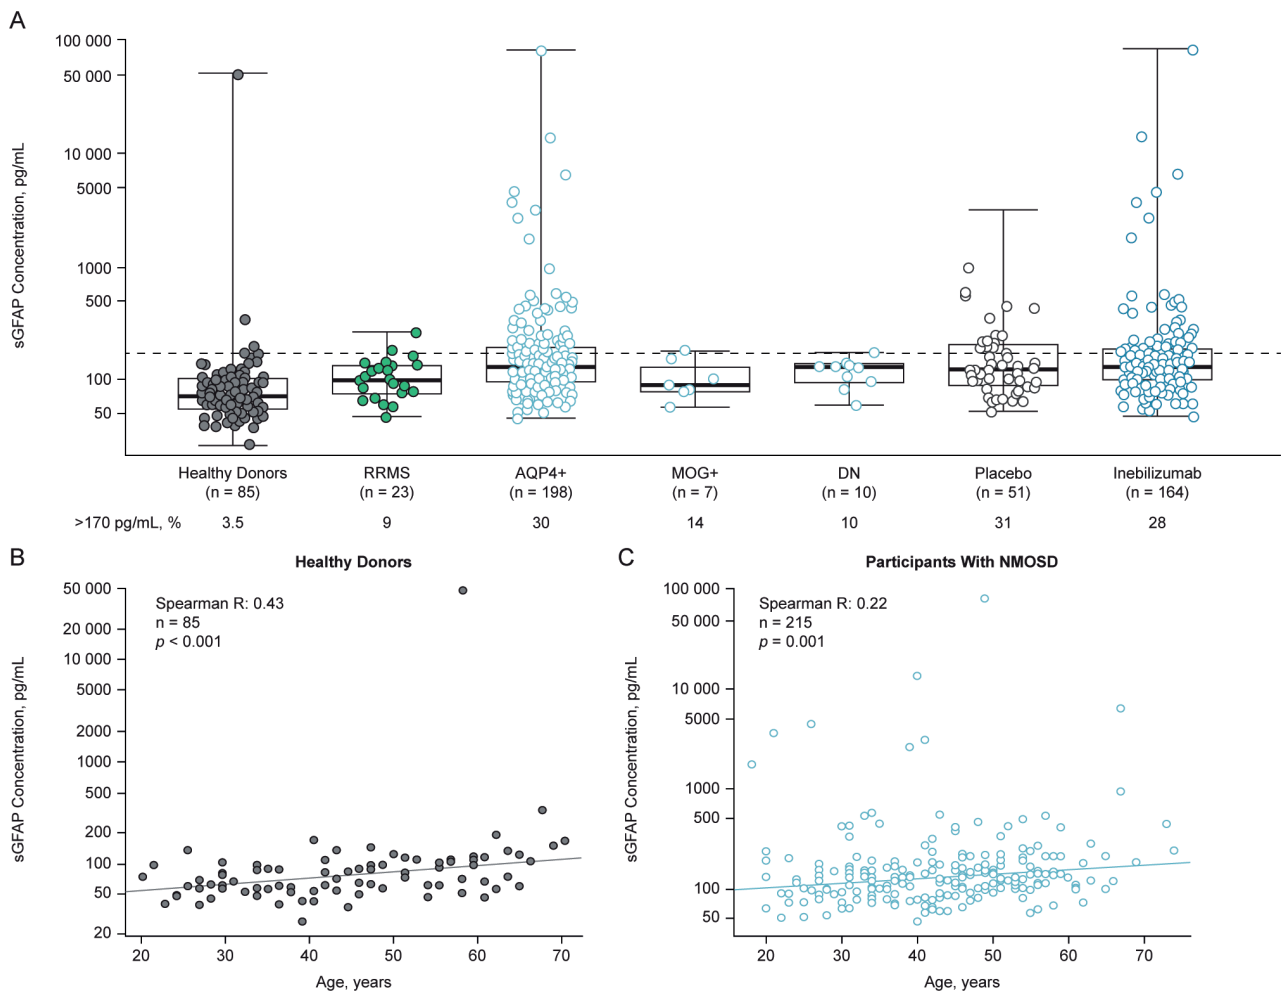 A
sGFAP Concentration, pg/mL
100 000
50 000
10 000
5000
1000
500
100
50
Healthy Donors RRMS AQP4+ MOG+ DN Placebo Inebilizumab
(n = 85) (n = 23) (n = 198) (n = 7) (n = 10) (n = 51) (n = 164)
>170 pg/mL, % 3.5 9 30 14 10 31 28
B
Healthy Donors
sGFAP Concentration, pg/mL
50 000
20 000
10 000
5000
2000
1000
500
200
100
50
20
Spearman R: 0.43
n = 85
p < 0.001
20 30 40 50 60 70
Age, years
C
Participants With NMOSD
sGFAP Concentration, pg/mL
100 000
50 000
10 000
5000
1000
500
100
50
Spearman R: 0.22
n = 215
p = 0.001
20 30 40 50 60 70
Age, years